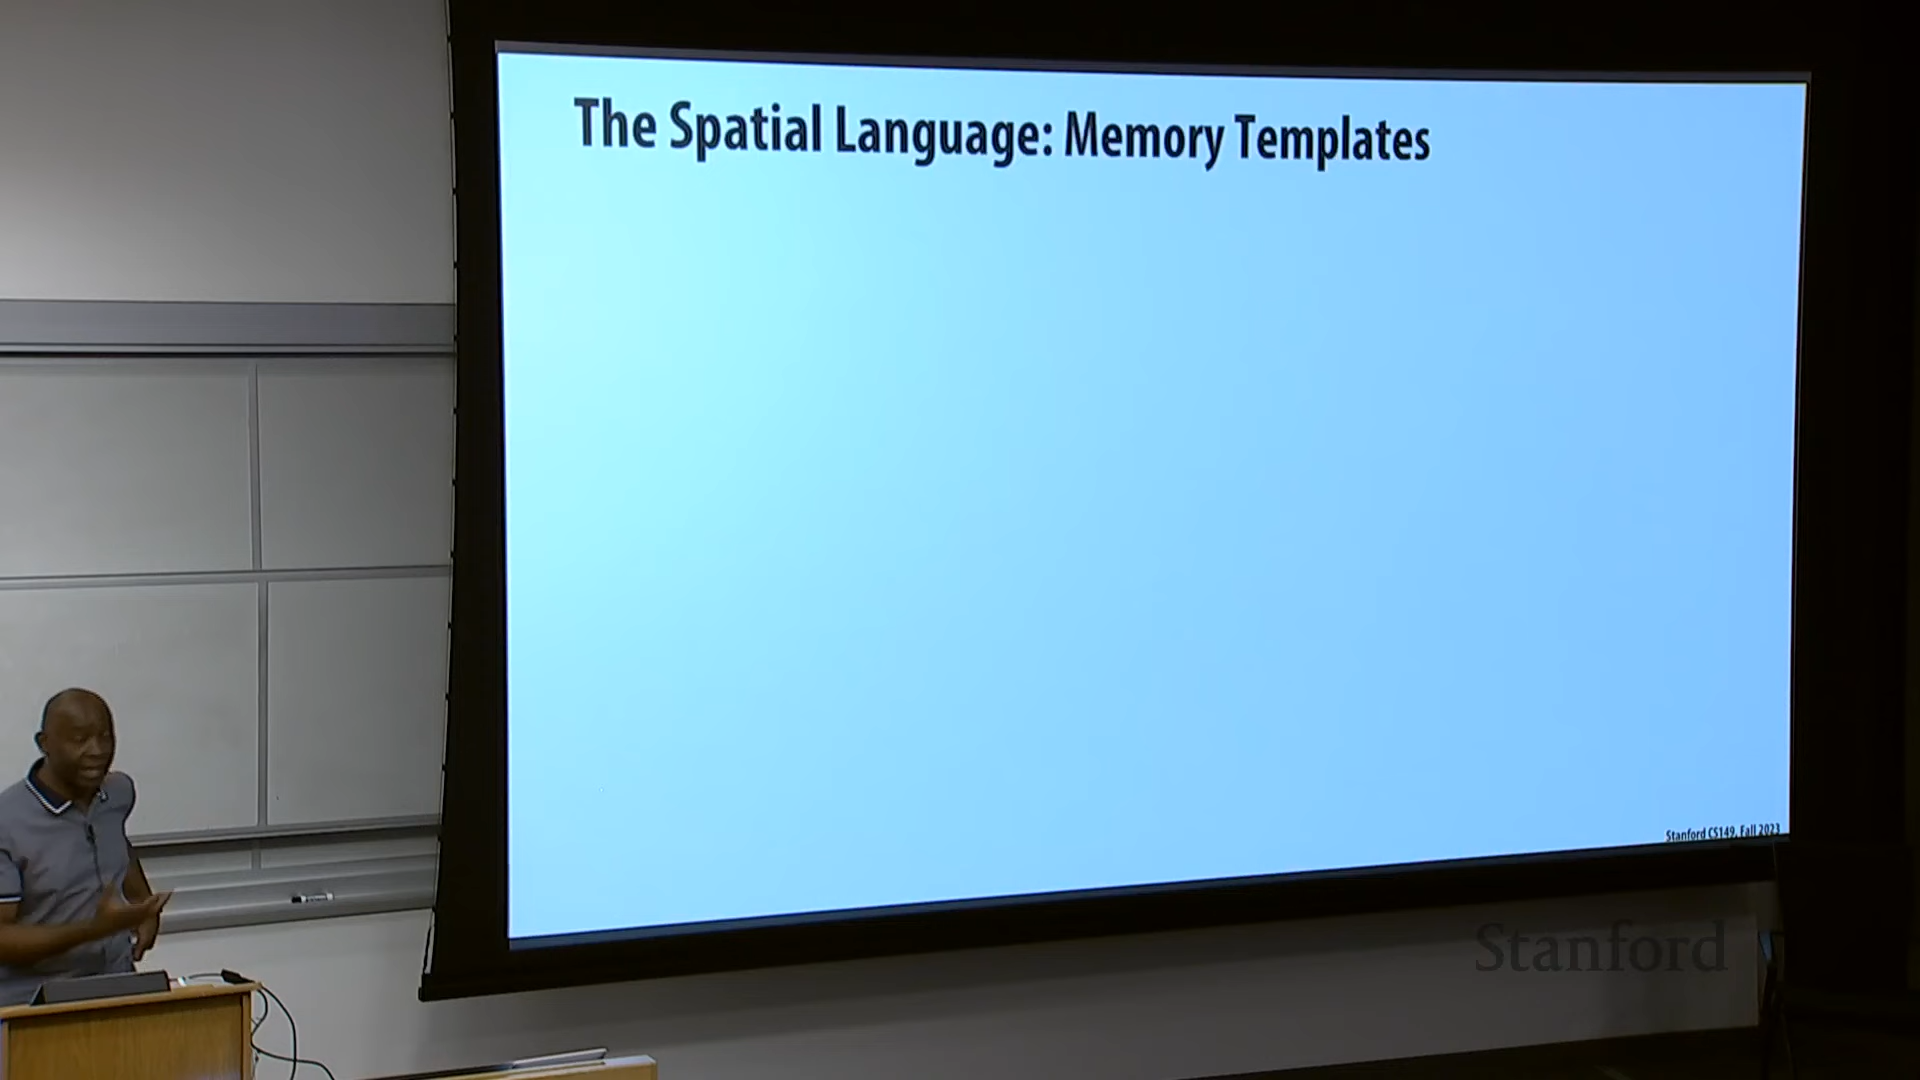 The Spatial Language: Memory Templates
Stanford CS149, Fall 2023
Stanford